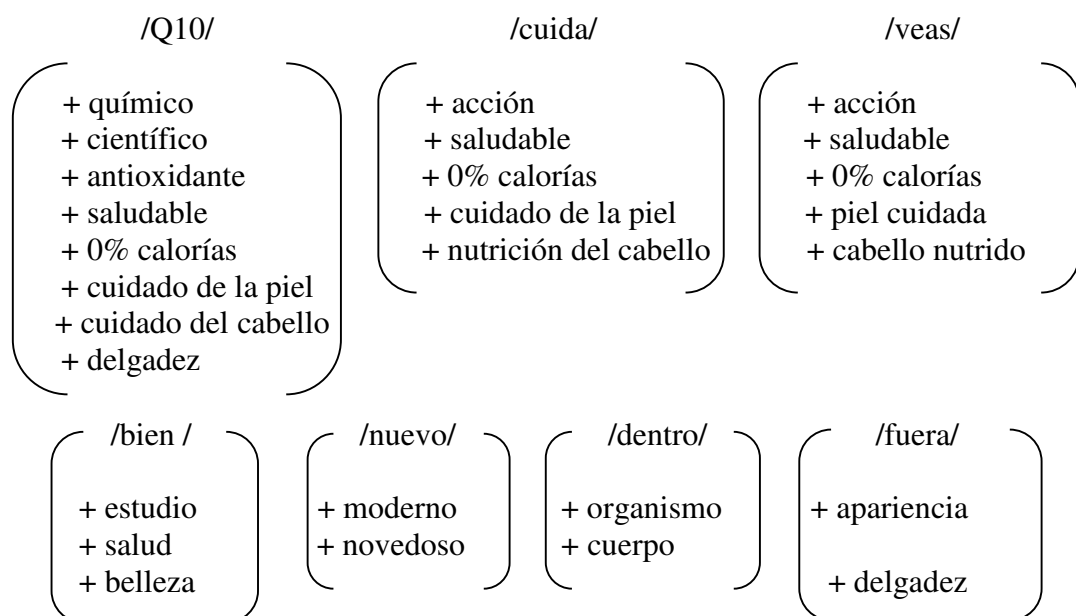 /Q10/
+ químico
+ científico
+ antioxidante
+ saludable
+ 0% calorías
+ cuidado de la piel
+ cuidado del cabello
+ delgadez
/cuida/
+ acción
+ saludable
+ 0% calorías
+ cuidado de la piel
+ nutrición del cabello
/veas/
+ acción
+ saludable
+ 0% calorías
+ piel cuidada
+ cabello nutrido
/bien /
+ estudio
+ salud
+ belleza
/nuevo/
+ moderno
+ novedoso
/dentro/
+ organismo
+ cuerpo
/fuera/
+ apariencia
+ delgadez